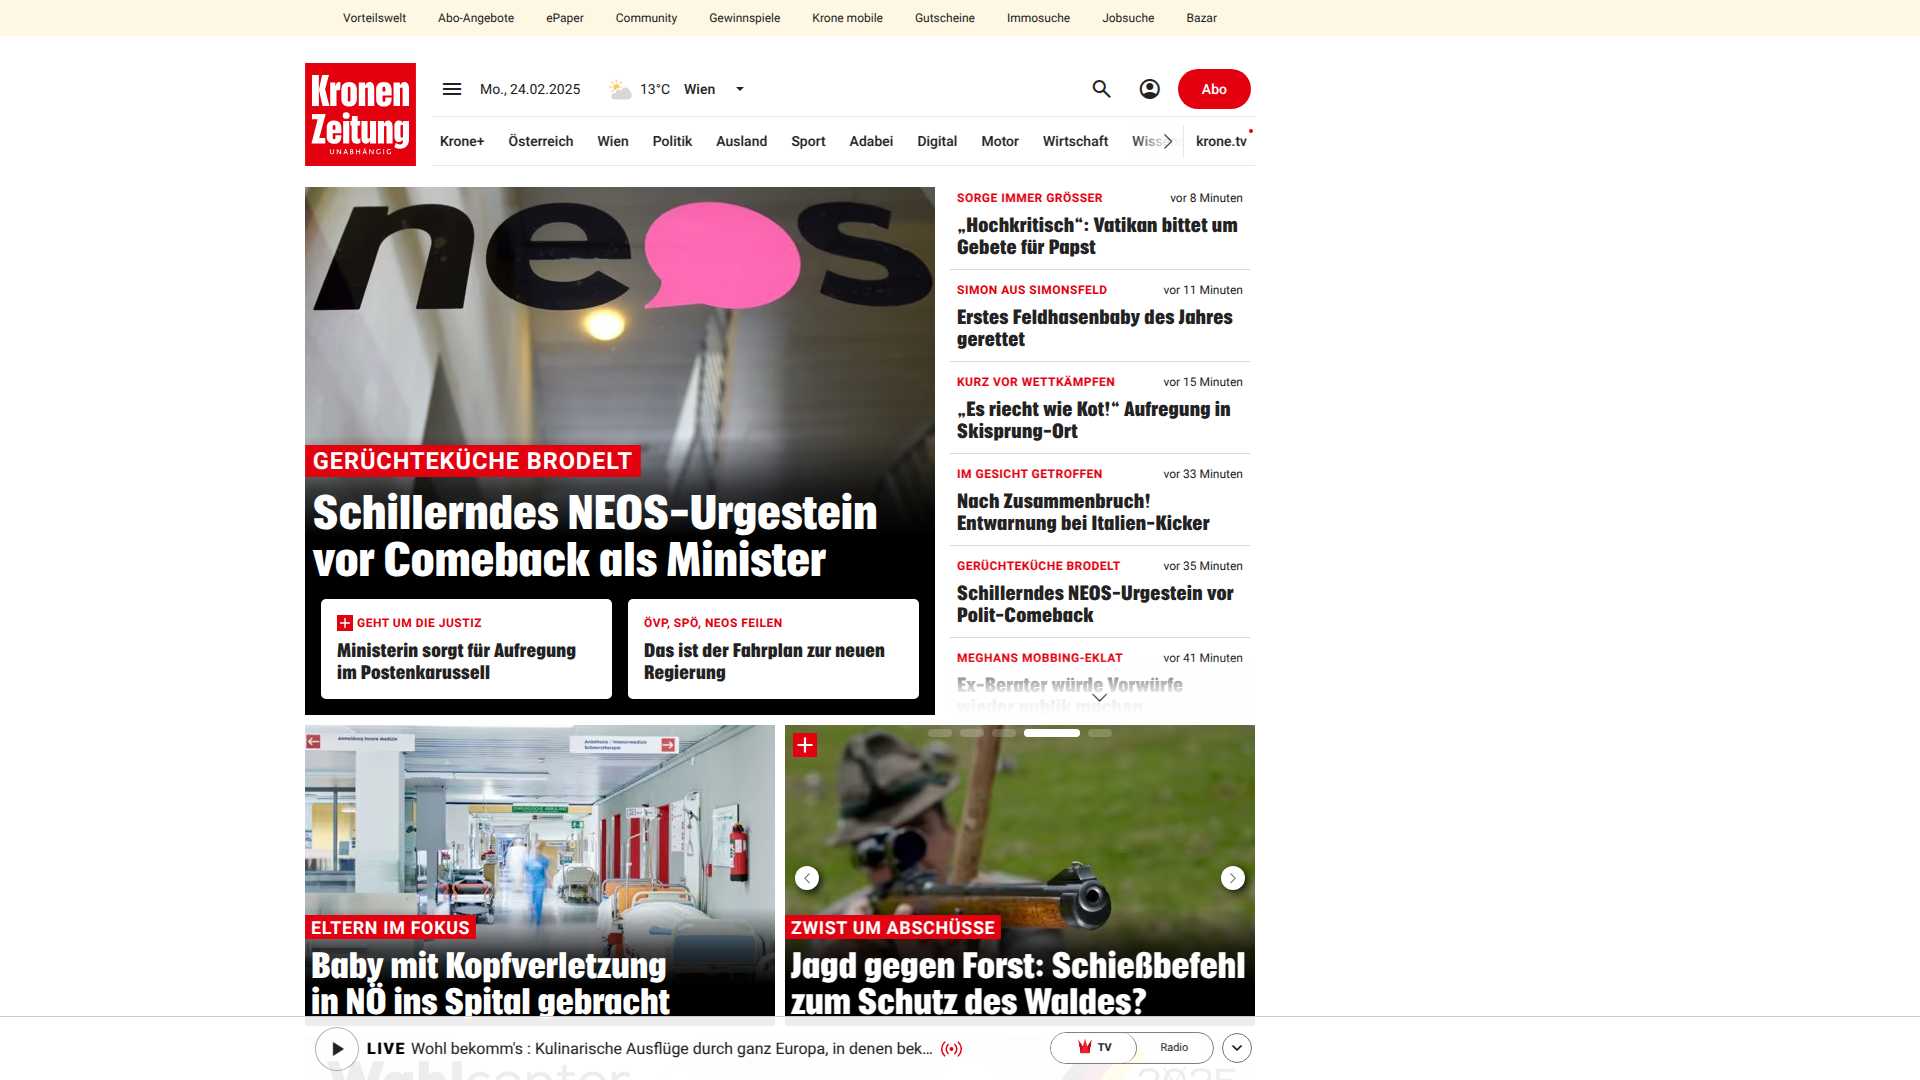 Vorteilswelt Abo-Angebote ePaper Community Gewinnspiele Krone mobile Gutscheine Immosuche Jobsuche Bazar
Kronen
Zeitung
UNABHÄNGIG
Mo., 24.02.2025 13°C Wien
Abo
Krone+ Österreich Wien Politik Ausland Sport Adabei Digital Motor Wirtschaft Wiss krone.tv
neos
GERÜCHTEKÜCHE BRODELT
Schillerndes NEOS-Urgestein
vor Comeback als Minister
GEHT UM DIE JUSTIZ
Ministerin sorgt für Aufregung
im Postenkarussell
ÖVP, SPÖ, NEOS FEILEN
Das ist der Fahrplan zur neuen
Regierung
SORGE IMMER GRÖSSER vor 8 Minuten
„Hochkritisch“: Vatikan bittet um
Gebete für Papst
SIMON AUS SIMONSFELD vor 11 Minuten
Erstes Feldhasenbaby des Jahres
gerettet
KURZ VOR WETTKÄMPFEN vor 15 Minuten
„Es riecht wie Kot!“ Aufregung in
Skisprung-Ort
IM GESICHT GETROFFEN vor 33 Minuten
Nach Zusammenbruch!
Entwarnung bei Italien-Kicker
GERÜCHTEKÜCHE BRODELT vor 35 Minuten
Schillerndes NEOS-Urgestein vor
Polit-Comeback
MEGHANS MOBBING-EKLAT vor 41 Minuten
Ex-Berater würde Vorwürfe
wieder publik machen
Anmeldung Innere Medizin
ELTERN IM FOKUS
Baby mit Kopfverletzung
in NÖ ins Spital gebracht
ZWIST UM ABSCHÜSSE
Jagd gegen Forst: Schießbefehl
zum Schutz des Waldes?
LIVE Wohl bekomm's : Kulinarische Ausflüge durch ganz Europa, in denen bek...
TV Radio
Wahlcenter 2025